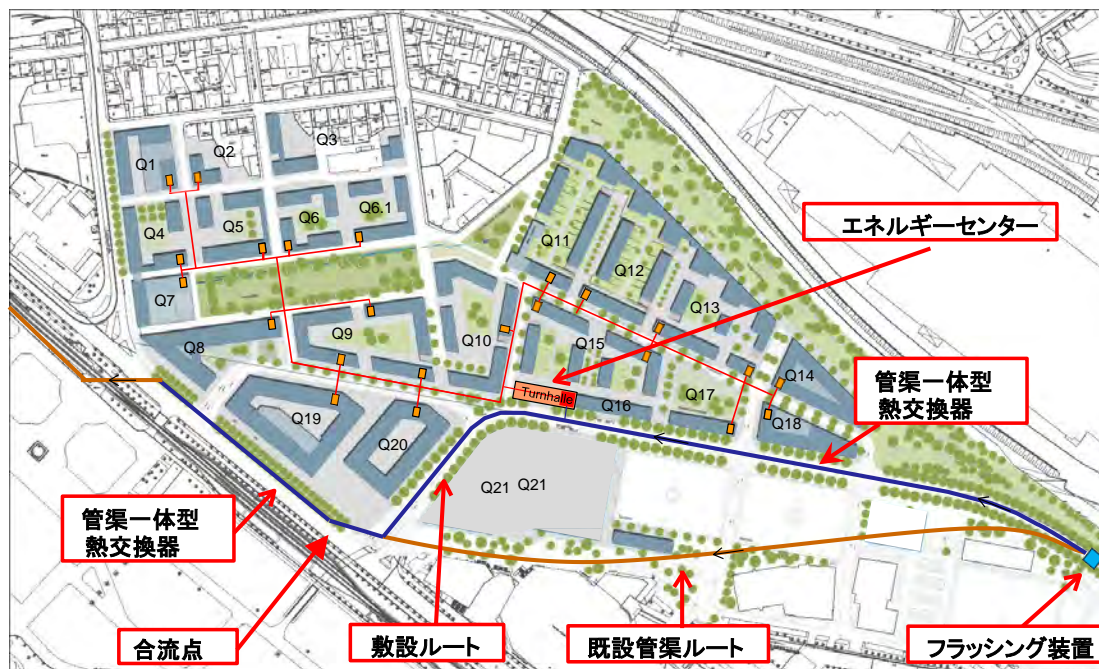 Q1
Q2
Q3
Q4
Q5
Q6
Q6.1
エネルギーセンター
Q7
Q11
Q12
Q13
Q8
Q9
Q10
Q15
Q14
管渠一体型
熱交換器
Turnhalle
Q16
Q17
Q18
Q19
Q20
Q21 Q21
管渠一体型
熱交換器
合流点
敷設ルート
既設管渠ルート
フラッシング装置